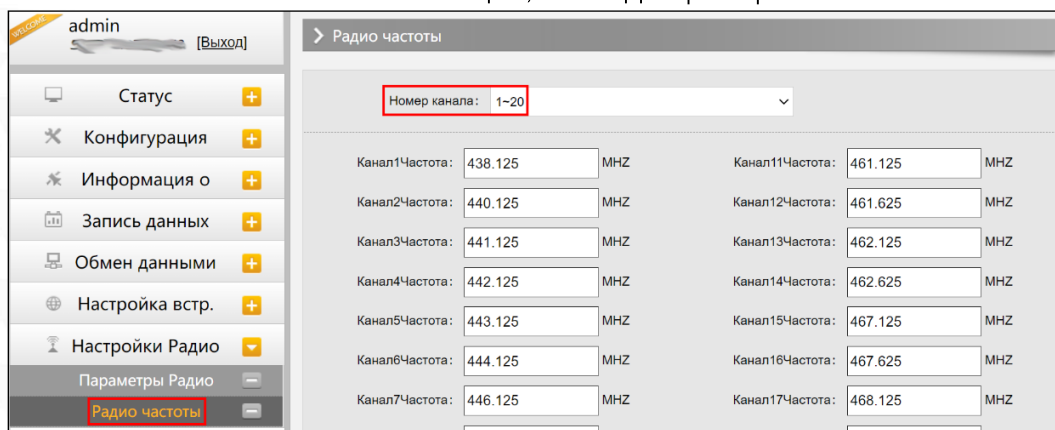 WELCOME
admin
[Выход]
Статус
Конфигурация
Информация о
Запись данных
Обмен данными
Настройка встр.
Настройки Радио
Параметры Радио
Радио частоты
Радио частоты
Номер канала: 1~20
Канал1Частота: 438.125 MHZ Канал11Частота: 461.125 MHZ
Канал2Частота: 440.125 MHZ Канал12Частота: 461.625 MHZ
Канал3Частота: 441.125 MHZ Канал13Частота: 462.125 MHZ
Канал4Частота: 442.125 MHZ Канал14Частота: 462.625 MHZ
Канал5Частота: 443.125 MHZ Канал15Частота: 467.125 MHZ
Канал6Частота: 444.125 MHZ Канал16Частота: 467.625 MHZ
Канал7Частота: 446.125 MHZ Канал17Частота: 468.125 MHZ